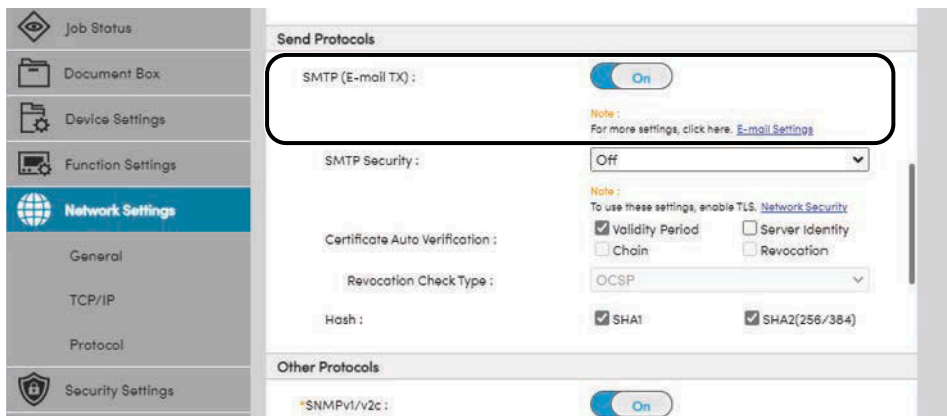 Job Status
Document Box
Device Settings
Function Settings
Network Settings
General
TCP/IP
Protocol
Security Settings
Send Protocols
SMTP (E-mail TX) :
On
Note :
For more settings, click here. E-mail Settings
SMTP Security :
Off
Note :
To use these settings, enable TLS. Network Security
Certificate Auto Verification :
Validity Period
Server Identity
Chain
Revocation
Revocation Check Type :
OCSP
Hash :
SHA1
SHA2(256/384)
Other Protocols
*SNMPv1/v2c :
On